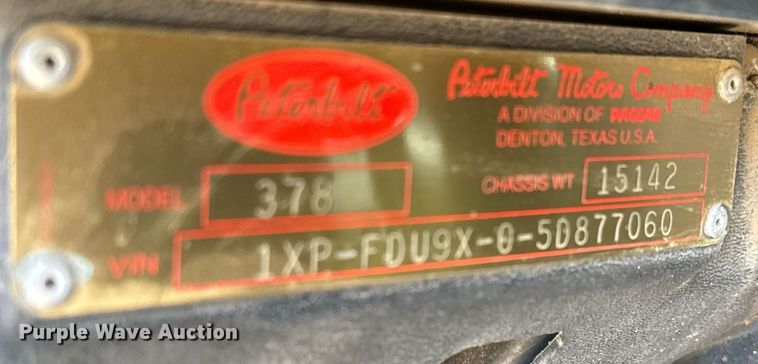 Peterbilt
Peterbilt Motors Company
A DIVISION OF PACCAR
DENTON, TEXAS U.S.A.
MODEL 378
CHASSIS WT 15142
VIN 1XP-FDU9X-0-5D877060
Purple Wave Auction